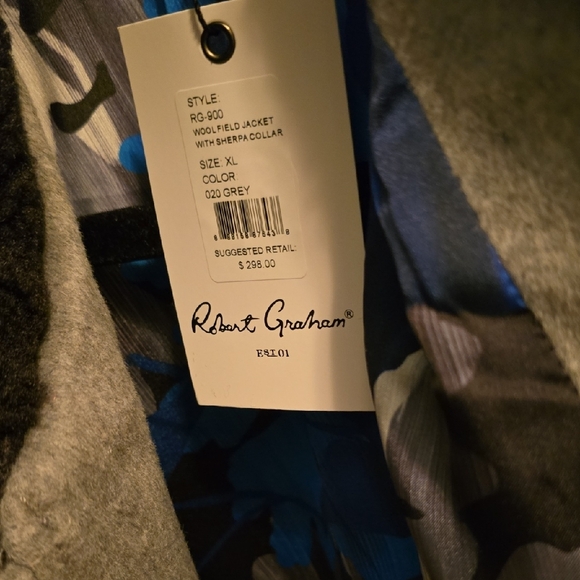 STYLE:
RG-900
WOOL FIELD JACKET
WITH SHERPA COLLAR
SIZE: XL
COLOR
020 GREY
SUGGESTED RETAIL:
$ 298.00
Robert Graham®
EST.01